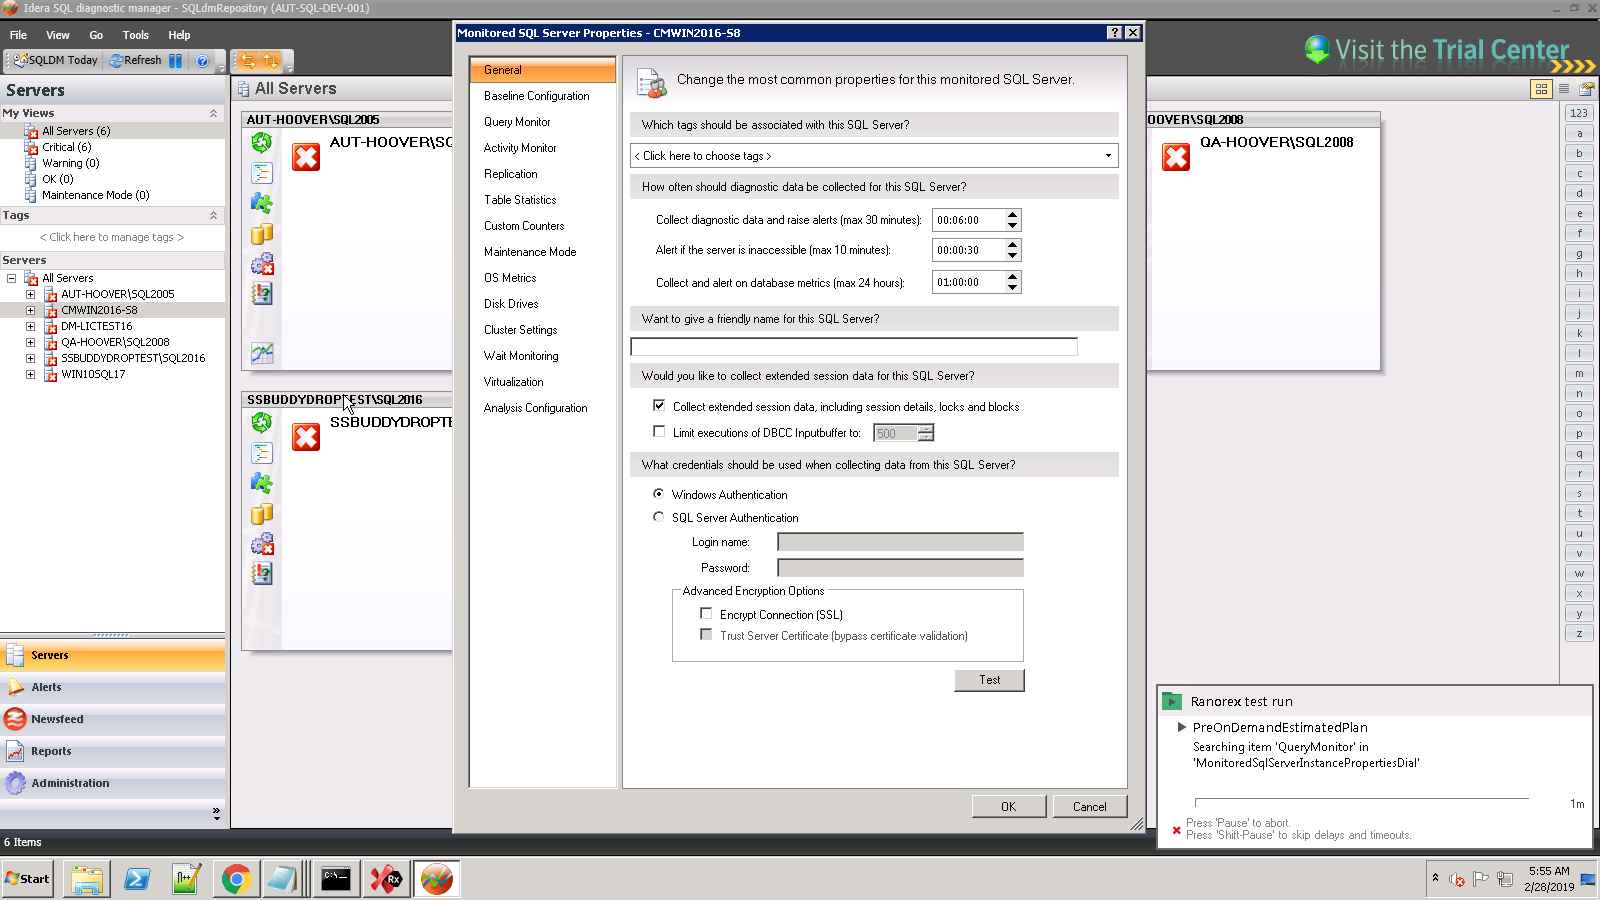 Idera SQL diagnostic manager - SQLdmRepository (AUT-SQL-DEV-001)
File View Go Tools Help
SQLDM Today Refresh
Visit the Trial Center
Servers
My Views
All Servers (6)
Critical (6)
Warning (0)
OK (0)
Maintenance Mode (0)
Tags
< Click here to manage tags >
Servers
All Servers
AUT-HOOVER\SQL2005
CMWIN2016-S8
DM-LICTEST16
QA-HOOVER\SQL2008
SSBUDDYDROPTEST\SQL2016
WIN10SQL17
Servers
Alerts
Newsfeed
Reports
Administration
6 Items
All Servers
AUT-HOOVER\SQL2005
AUT-HOOVER\SQ
SSBUDDYDROPTEST\SQL2016
SSBUDDYDROPTE
OOVER\SQL2008
QA-HOOVER\SQL2008
Monitored SQL Server Properties - CMWIN2016-S8
General
Baseline Configuration
Query Monitor
Activity Monitor
Replication
Table Statistics
Custom Counters
Maintenance Mode
OS Metrics
Disk Drives
Cluster Settings
Wait Monitoring
Virtualization
Analysis Configuration
Change the most common properties for this monitored SQL Server.
Which tags should be associated with this SQL Server?
< Click here to choose tags >
How often should diagnostic data be collected for this SQL Server?
Collect diagnostic data and raise alerts (max 30 minutes): 00:06:00
Alert if the server is inaccessible (max 10 minutes): 00:00:30
Collect and alert on database metrics (max 24 hours): 01:00:00
Want to give a friendly name for this SQL Server?
Would you like to collect extended session data for this SQL Server?
Collect extended session data, including session details, locks and blocks
Limit executions of DBCC Inputbuffer to: 500
What credentials should be used when collecting data from this SQL Server?
Windows Authentication
SQL Server Authentication
Login name:
Password:
Advanced Encryption Options
Encrypt Connection (SSL)
Trust Server Certificate (bypass certificate validation)
Test
OK Cancel
123
a
b
c
d
e
f
g
h
i
j
k
l
m
n
o
p
q
r
s
t
u
v
w
x
y
z
Ranorex test run
PreOnDemandEstimatedPlan
Searching item 'QueryMonitor' in
'MonitoredSqlServerInstancePropertiesDial'
1m
Press 'Pause' to abort.
Press 'Shift-Pause' to skip delays and timeouts.
Start
C:\_
Rx
5:55 AM
2/28/2019